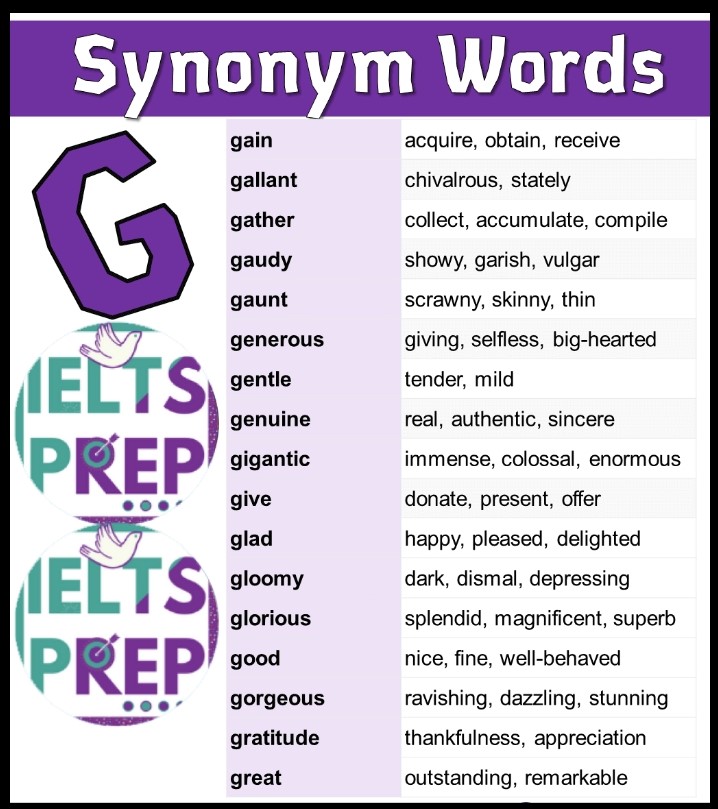 Synonym Words
G
gain acquire, obtain, receive
gallant chivalrous, stately
gather collect, accumulate, compile
gaudy showy, garish, vulgar
gaunt scrawny, skinny, thin
generous giving, selfless, big-hearted
gentle tender, mild
genuine real, authentic, sincere
gigantic immense, colossal, enormous
give donate, present, offer
glad happy, pleased, delighted
gloomy dark, dismal, depressing
glorious splendid, magnificent, superb
good nice, fine, well-behaved
gorgeous ravishing, dazzling, stunning
gratitude thankfulness, appreciation
great outstanding, remarkable
IELTS
PREP
IELTS
PREP